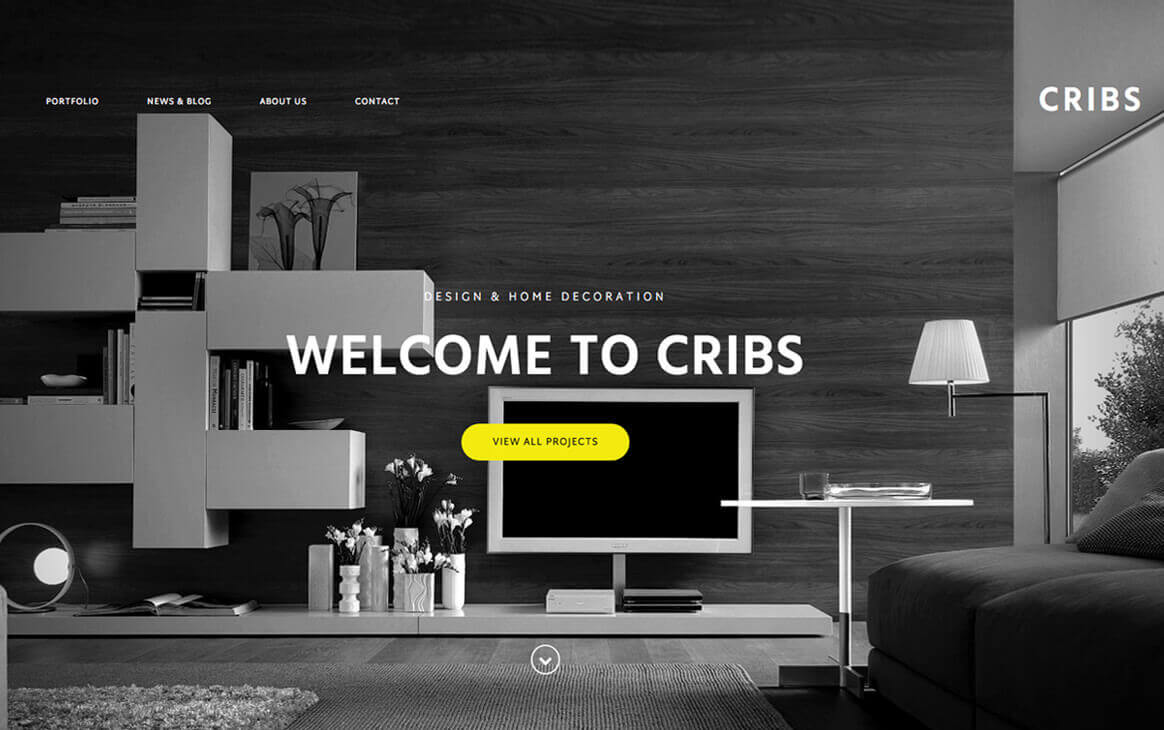 PORTFOLIO
NEWS & BLOG
ABOUT US
CONTACT
CRIBS
DESIGN & HOME DECORATION
WELCOME TO CRIBS
VIEW ALL PROJECTS